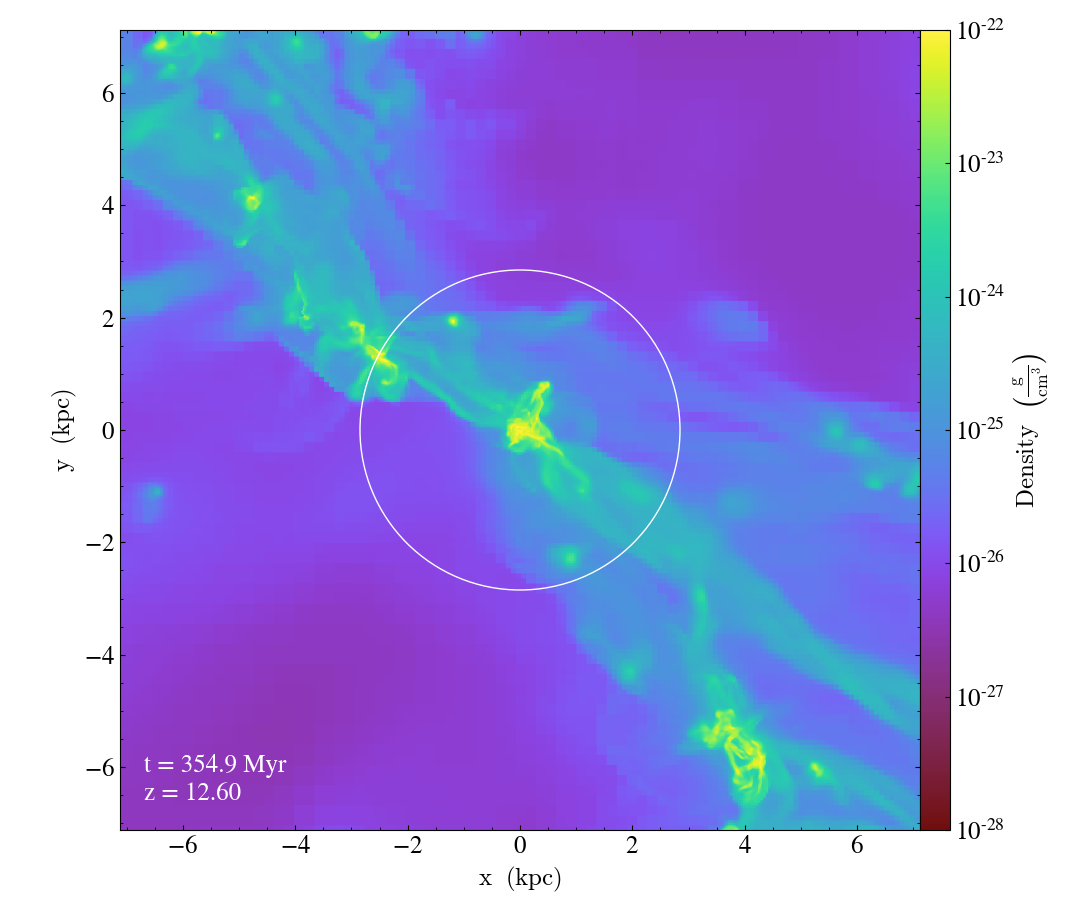 6
4
2
0
−2
−4
−6
y (kpc)
t = 354.9 Myr
z = 12.60
−6 −4 −2 0 2 4 6
x (kpc)
10^-22
10^-23
10^-24
10^-25
10^-26
10^-27
10^-28
Density (g/cm^3)